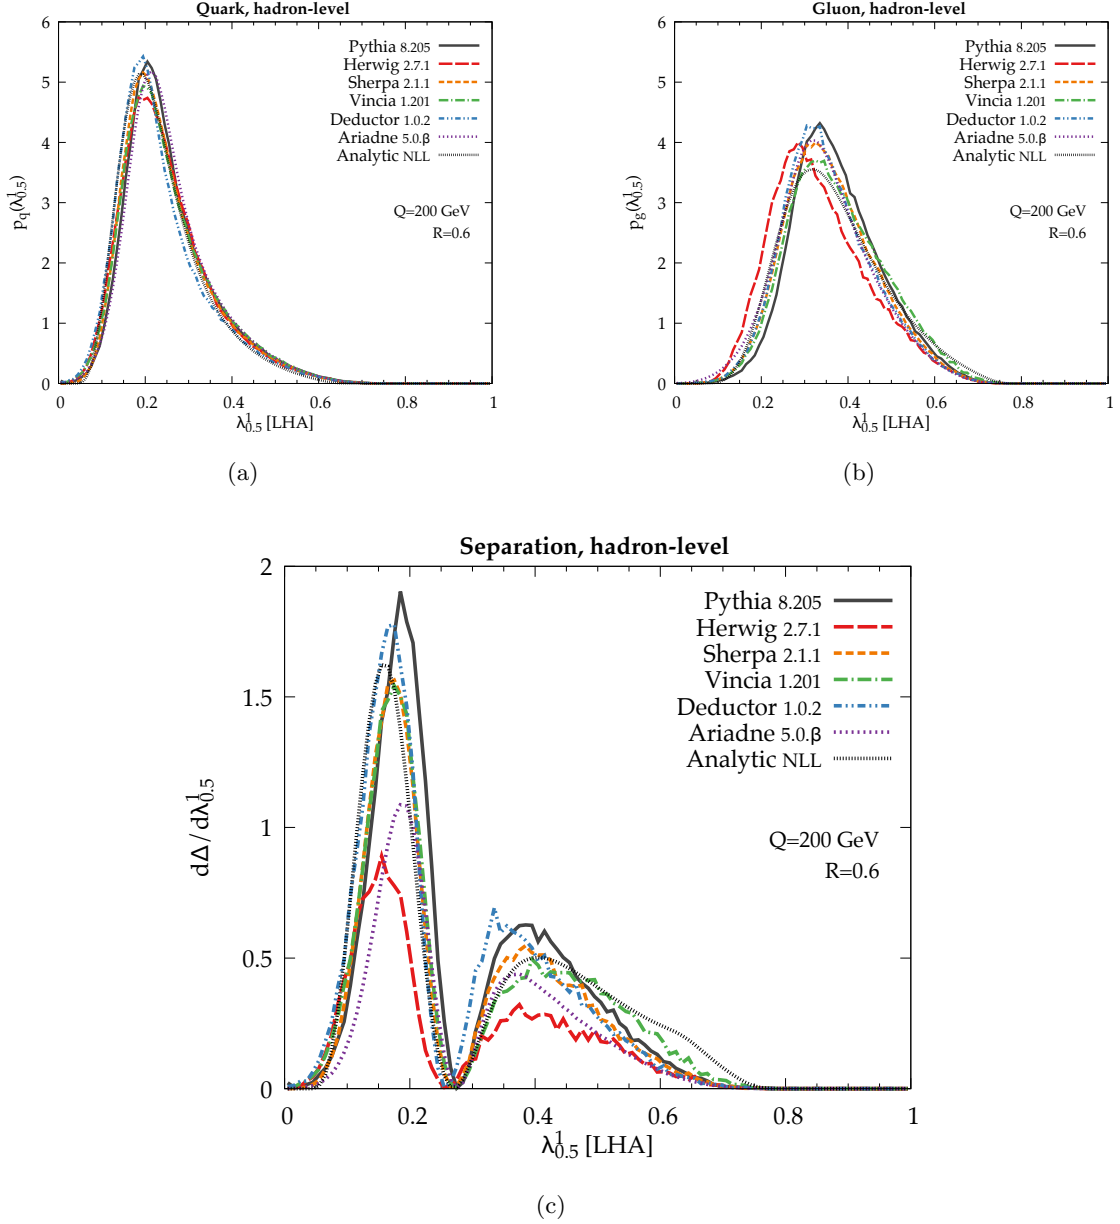 Quark, hadron-level
6
5
4
3
2
1
0
p_q(λ^1_0.5)
Pythia 8.205
Herwig 2.7.1
Sherpa 2.1.1
Vincia 1.201
Deductor 1.0.2
Ariadne 5.0.β
Analytic NLL
Q=200 GeV
R=0.6
0 0.2 0.4 0.6 0.8 1
λ^1_0.5 [LHA]
(a)
Gluon, hadron-level
6
5
4
3
2
1
0
p_g(λ^1_0.5)
Pythia 8.205
Herwig 2.7.1
Sherpa 2.1.1
Vincia 1.201
Deductor 1.0.2
Ariadne 5.0.β
Analytic NLL
Q=200 GeV
R=0.6
0 0.2 0.4 0.6 0.8 1
λ^1_0.5 [LHA]
(b)
Separation, hadron-level
2
1.5
1
0.5
0
dΔ/dλ^1_0.5
Pythia 8.205
Herwig 2.7.1
Sherpa 2.1.1
Vincia 1.201
Deductor 1.0.2
Ariadne 5.0.β
Analytic NLL
Q=200 GeV
R=0.6
0 0.2 0.4 0.6 0.8 1
λ^1_0.5 [LHA]
(c)